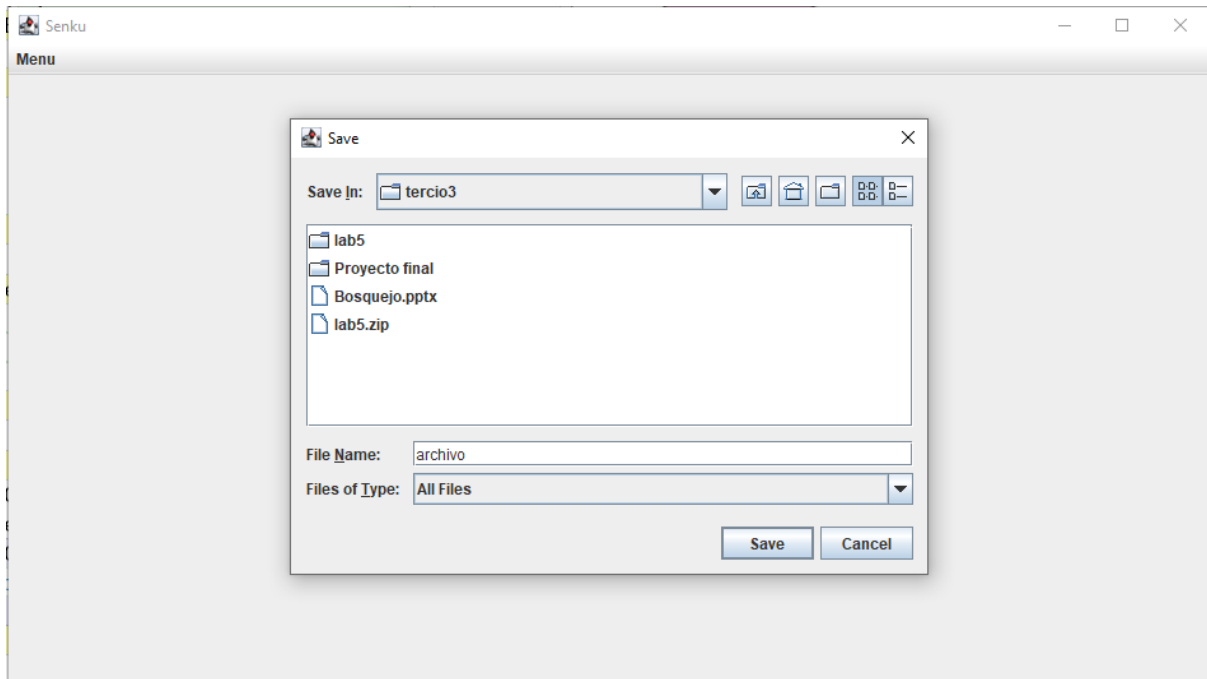 Senku
Menu
Save
Save In: tercio3
lab5
Proyecto final
Bosquejo.pptx
lab5.zip
File Name: archivo
Files of Type: All Files
Save Cancel